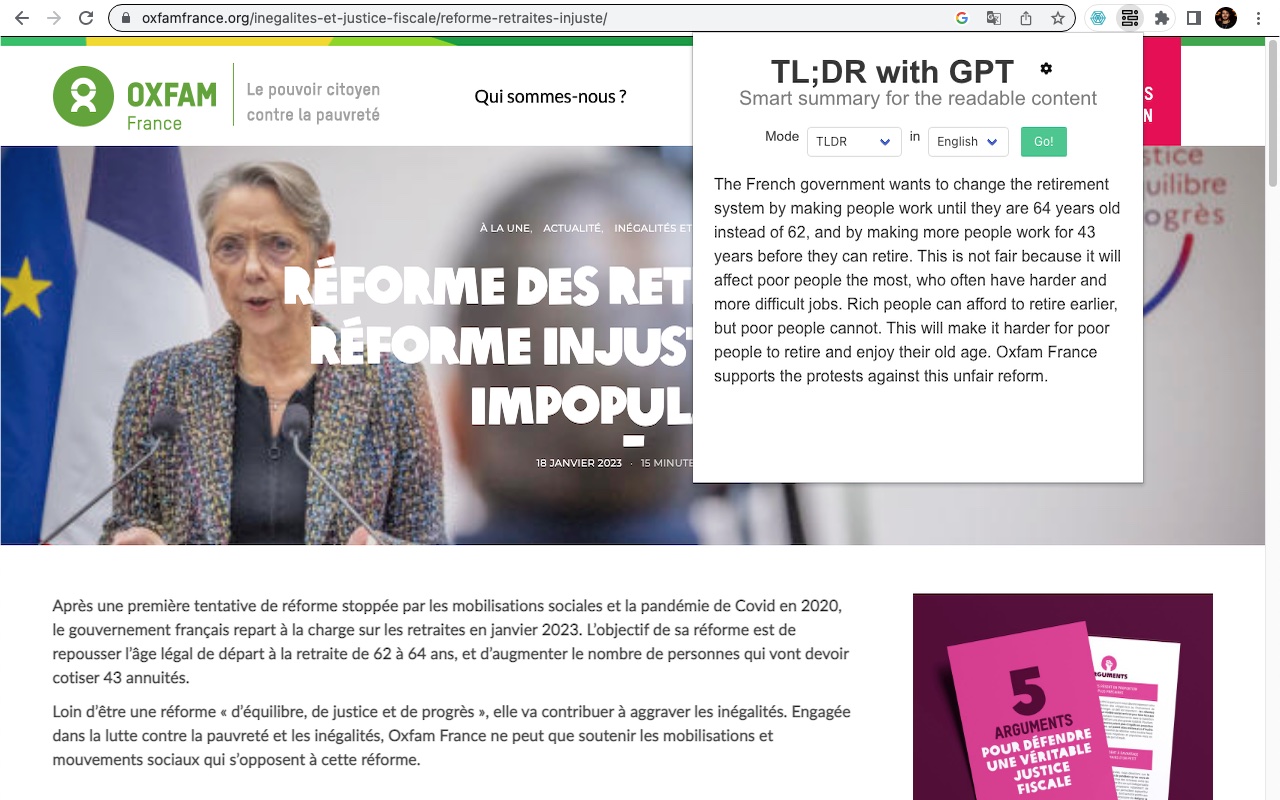 oxfamfrance.org/inegalites-et-justice-fiscale/reforme-retraites-injuste/
OXFAM
France
Le pouvoir citoyen
contre la pauvreté
Qui sommes-nous ?
S
N
TL;DR with GPT
Smart summary for the readable content
Mode TLDR in English Go!
The French government wants to change the retirement
system by making people work until they are 64 years old
instead of 62, and by making more people work for 43
years before they can retire. This is not fair because it will
affect poor people the most, who often have harder and
more difficult jobs. Rich people can afford to retire earlier,
but poor people cannot. This will make it harder for poor
people to retire and enjoy their old age. Oxfam France
supports the protests against this unfair reform.
stice
uilibre
ogrès
À LA UNE, ACTUALITÉ, INÉGALITÉS ET
RÉFORME DES RET
RÉFORME INJUS
IMPOPUL
18 JANVIER 2023 · 15 MINUTE
Après une première tentative de réforme stoppée par les mobilisations sociales et la pandémie de Covid en 2020,
le gouvernement français repart à la charge sur les retraites en janvier 2023. L’objectif de sa réforme est de
repousser l’âge légal de départ à la retraite de 62 à 64 ans, et d’augmenter le nombre de personnes qui vont devoir
cotiser 43 annuités.
Loin d’être une réforme « d’équilibre, de justice et de progrès », elle va contribuer à aggraver les inégalités. Engagée
dans la lutte contre la pauvreté et les inégalités, Oxfam France ne peut que soutenir les mobilisations et
mouvements sociaux qui s’opposent à cette réforme.
5
ARGUMENTS
POUR DÉFENDRE
UNE VÉRITABLE
JUSTICE
FISCALE